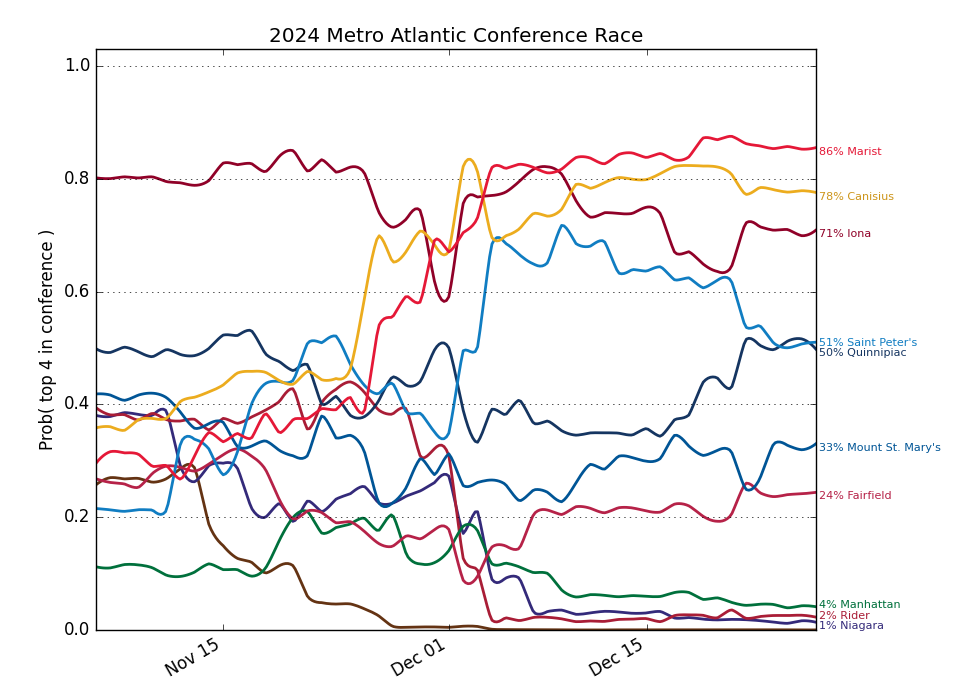 2024 Metro Atlantic Conference Race
Prob( top 4 in conference )
1.0
0.8
0.6
0.4
0.2
0.0
Nov 15
Dec 01
Dec 15
86% Marist
78% Canisius
71% Iona
51% Saint Peter's
50% Quinnipiac
33% Mount St. Mary's
24% Fairfield
4% Manhattan
2% Rider
1% Niagara